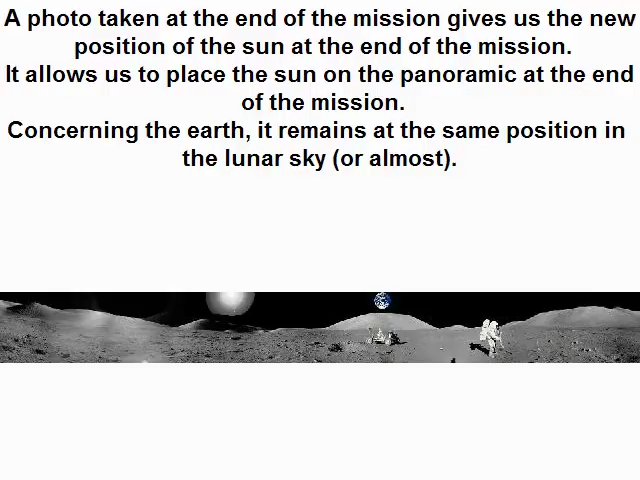 A photo taken at the end of the mission gives us the new
position of the sun at the end of the mission.
It allows us to place the sun on the panoramic at the end
of the mission.
Concerning the earth, it remains at the same position in
the lunar sky (or almost).